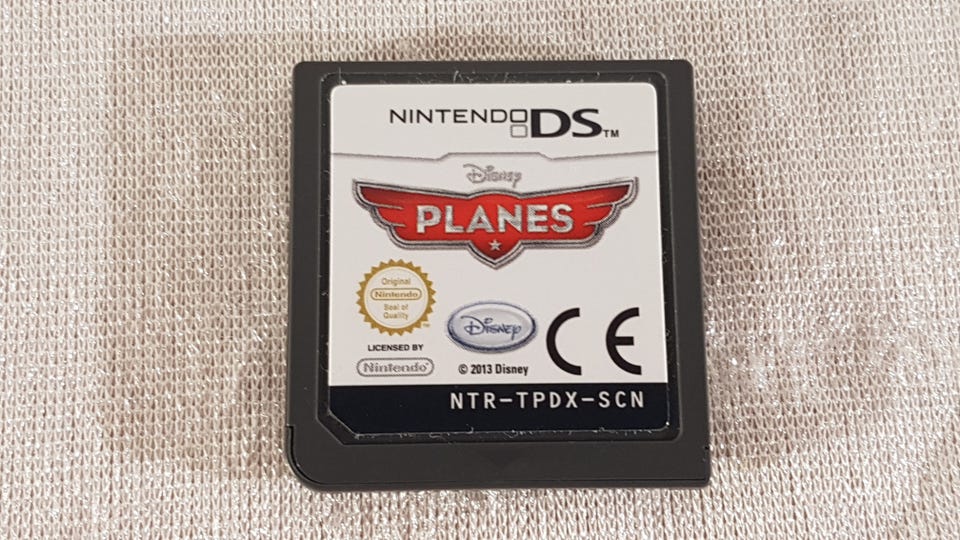 NINTENDO DS™
Disney
PLANES
Original
Nintendo
Seal of
Quality
™
LICENSED BY
Nintendo®
Disney
© 2013 Disney
CE
NTR-TPDX-SCN